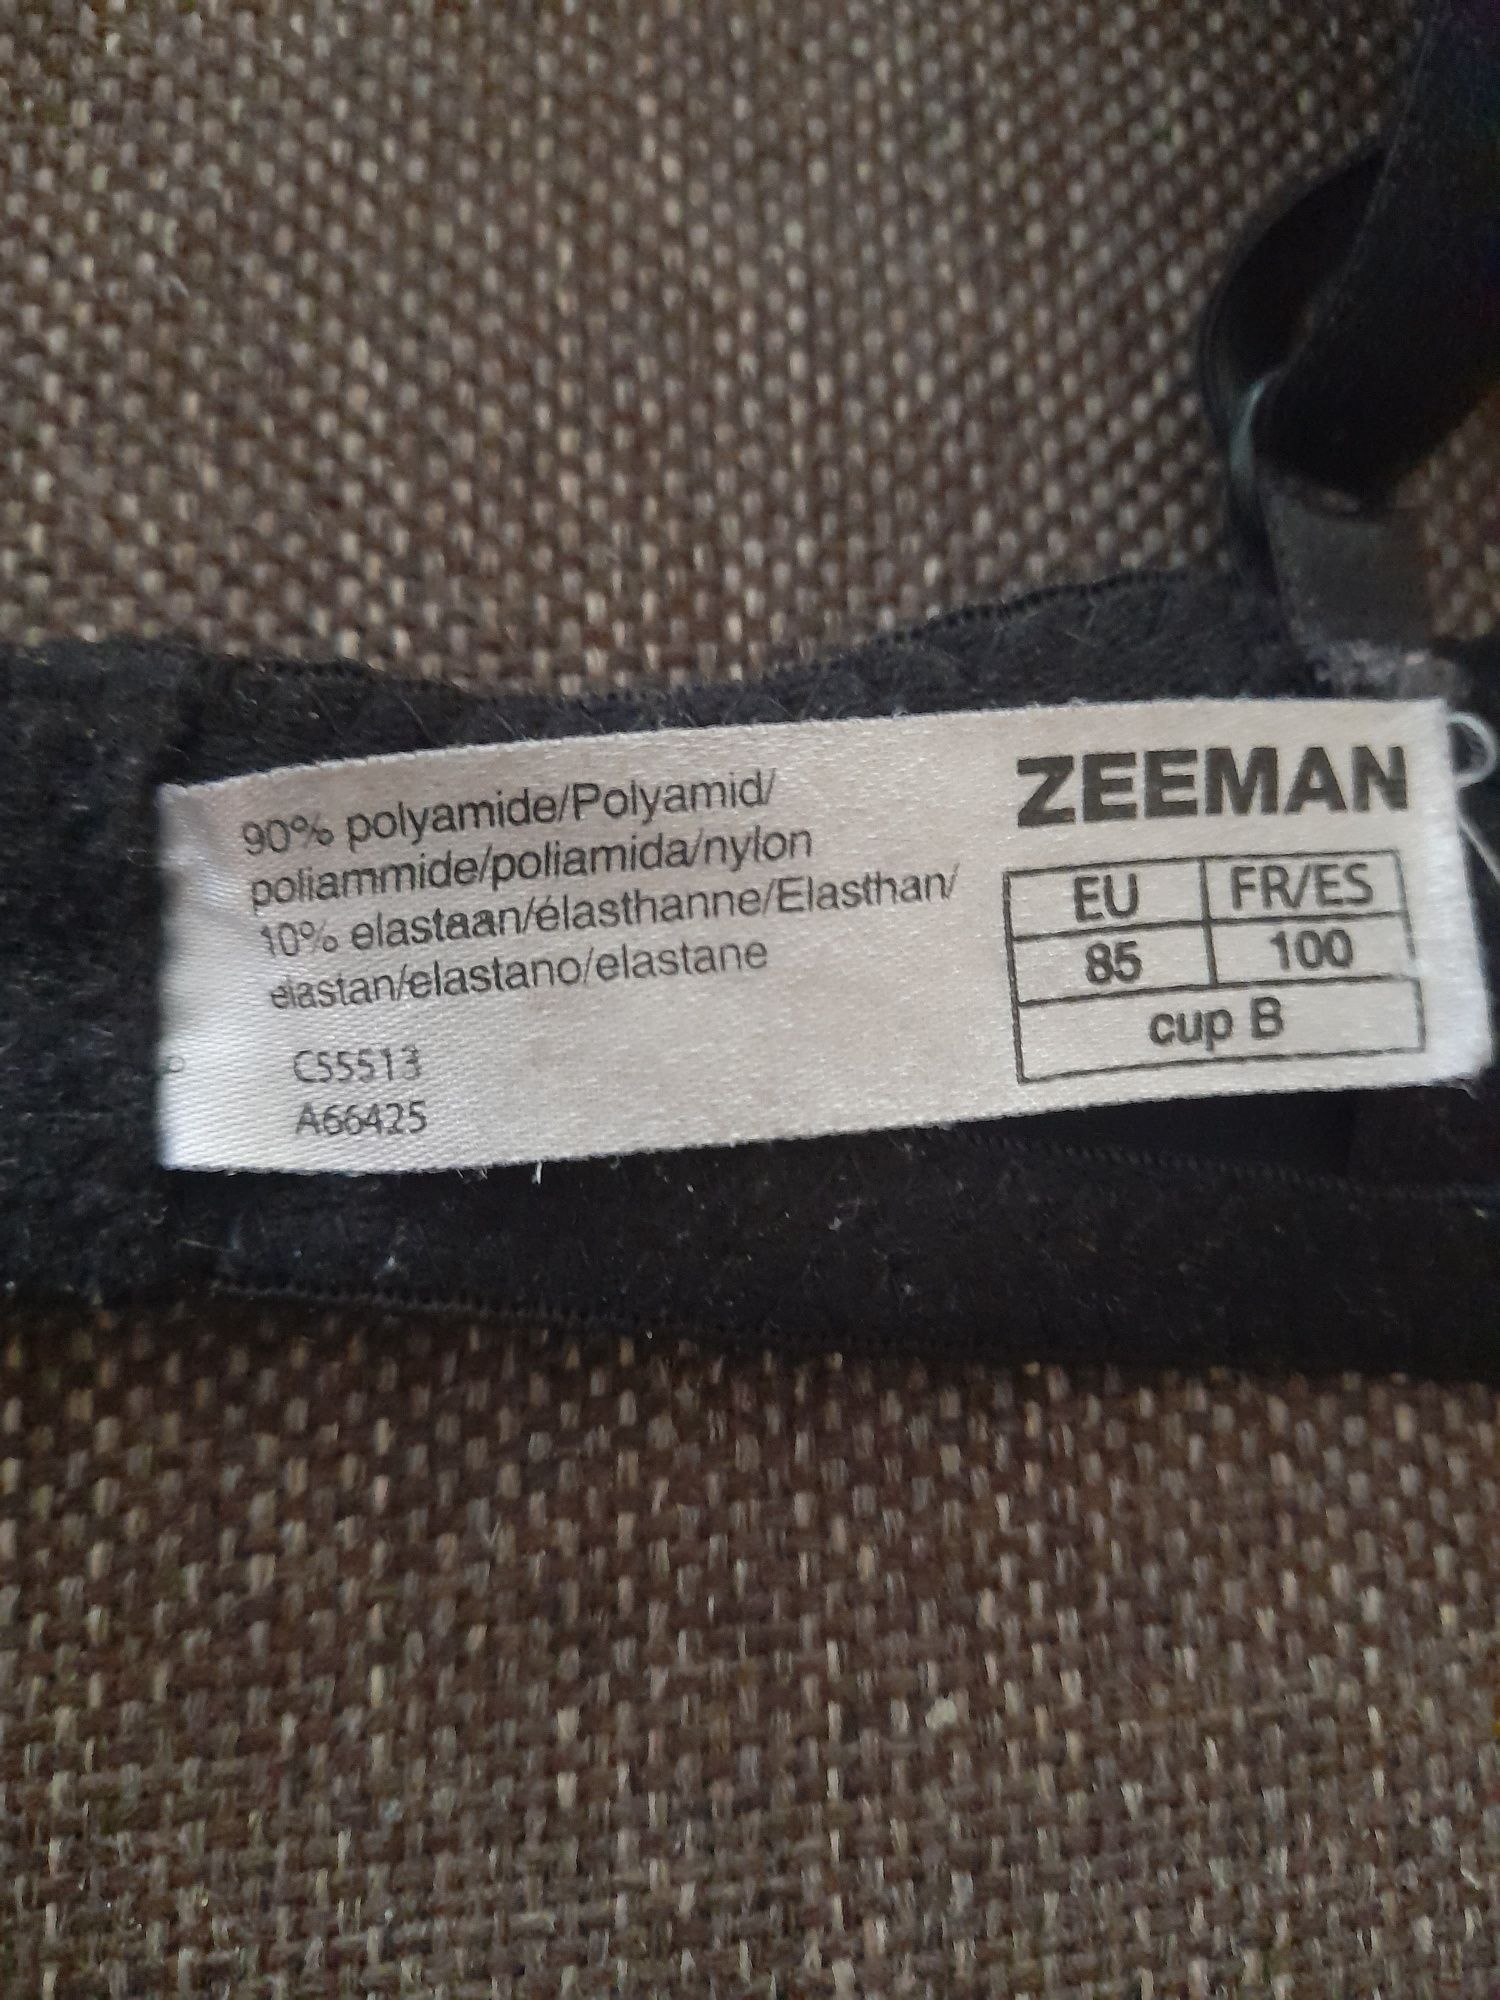 90% polyamide/Polyamid/
poliammide/poliamida/nylon
10% elastaan/élasthanne/Elasthan/
elastan/elastano/elastane
CS5513
A66425
ZEEMAN
EU FR/ES
85 100
cup B